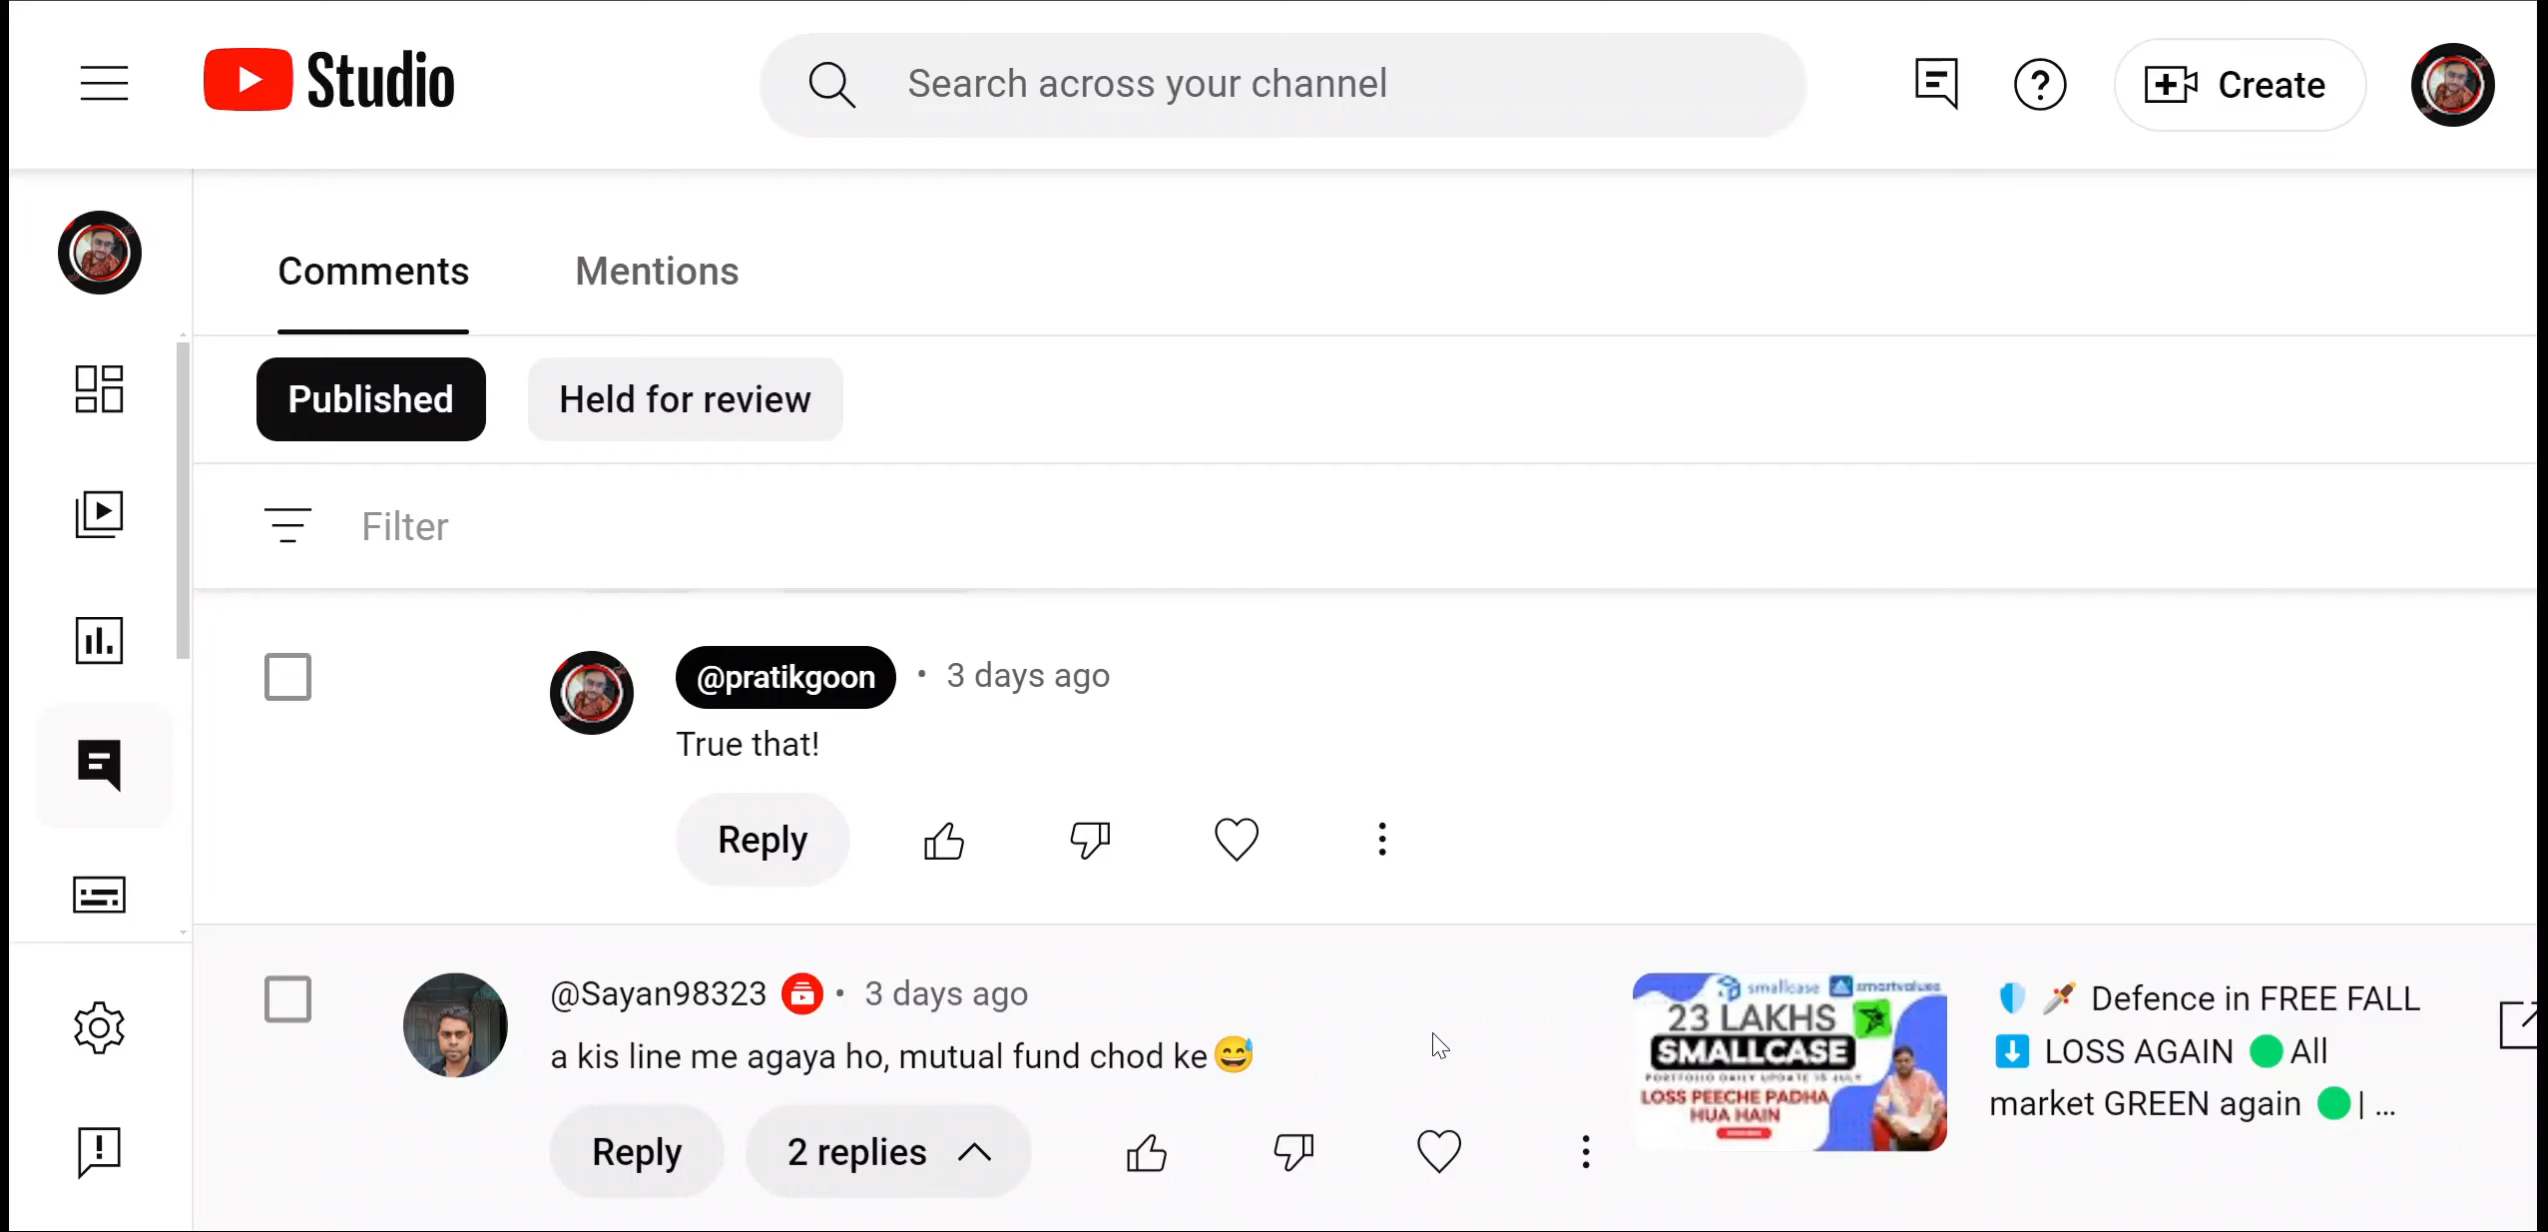 Studio
Search across your channel
Create
Comments
Mentions
Published
Held for review
Filter
@pratikgoon • 3 days ago
True that!
Reply
@Sayan98323 • 3 days ago
a kis line me agaya ho, mutual fund chod ke😅
Reply
2 replies
smallcase smartvalues
23 LAKHS
SMALLCASE
PORTFOLIO DAILY UPDATE 15 JULY
LOSS PEECHE PADHA
HUA HAIN
🛡️ 🗡️ Defence in FREE FALL
⬇️ LOSS AGAIN 🟢All
market GREEN again 🟢| ...